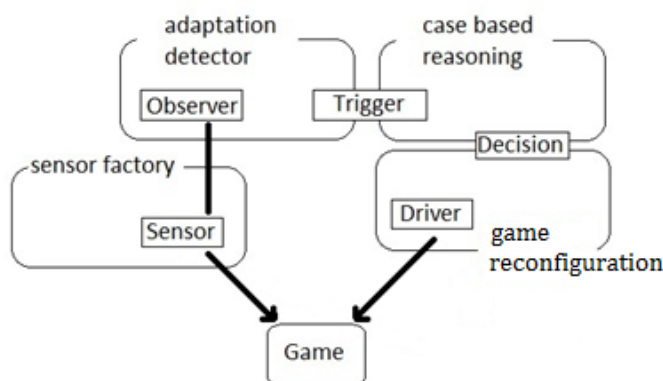 adaptation
detector
case based
reasoning
Observer
Trigger
Decision
sensor factory
Sensor
Driver
game
reconfiguration
Game